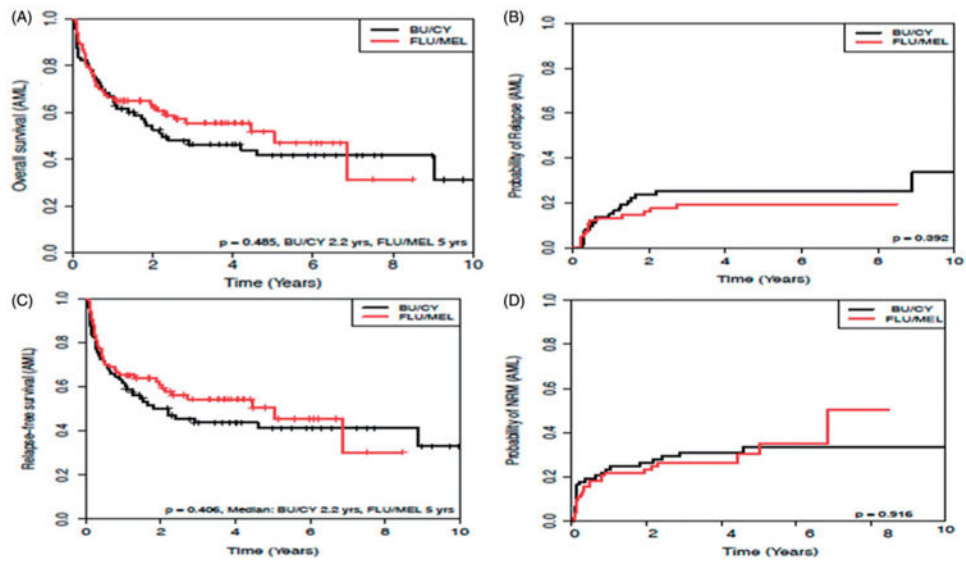 (A)
Overall survival (AML)
1.0
0.8
0.6
0.4
0.2
0.0
BU/CY
FLU/MEL
p = 0.485, BU/CY 2.2 yrs, FLU/MEL 5 yrs
0 2 4 6 8 10
Time (Years)
(B)
Probability of Relapse (AML)
1.0
0.8
0.6
0.4
0.2
0.0
BU/CY
FLU/MEL
p = 0.392
0 2 4 6 8 10
Time (Years)
(C)
Relapse-free survival (AML)
1.0
0.8
0.6
0.4
0.2
0.0
BU/CY
FLU/MEL
p = 0.406, Median: BU/CY 2.2 yrs, FLU/MEL 5 yrs
0 2 4 6 8 10
Time (Years)
(D)
Probability of NRM (AML)
1.0
0.8
0.6
0.4
0.2
0.0
BU/CY
FLU/MEL
p = 0.916
0 2 4 6 8 10
Time (Years)